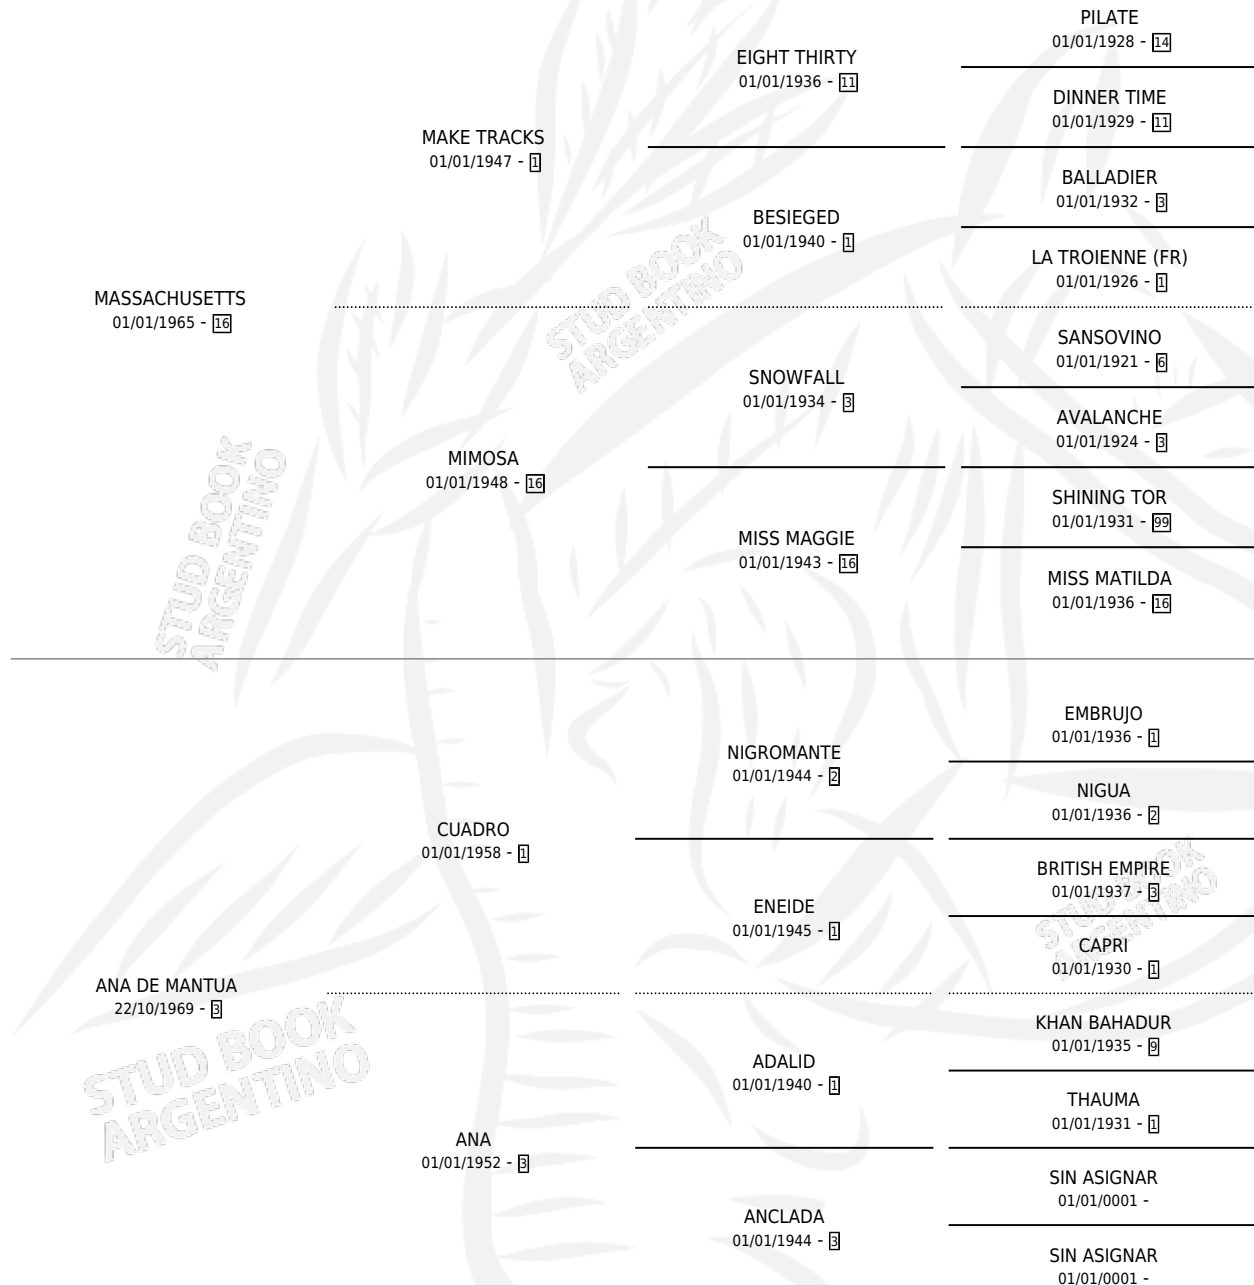 PILATE
01/01/1928 - 14
EIGHT THIRTY
01/01/1936 - 11
DINNER TIME
01/01/1929 - 11
MAKE TRACKS
01/01/1947 - 1
BALLADIER
01/01/1932 - 3
BESIEGED
01/01/1940 - 1
LA TROIENNE (FR)
01/01/1926 - 1
MASSACHUSETTS
01/01/1965 - 16
SANSOVINO
01/01/1921 - 6
SNOWFALL
01/01/1934 - 3
AVALANCHE
01/01/1924 - 3
MIMOSA
01/01/1948 - 16
SHINING TOR
01/01/1931 - 99
MISS MAGGIE
01/01/1943 - 16
MISS MATILDA
01/01/1936 - 16
STUD BOOK
ARGENTINO
STUD BOOK
ARGENTINO
EMBRUJO
01/01/1936 - 1
NIGROMANTE
01/01/1944 - 2
NIGUA
01/01/1936 - 2
CUADRO
01/01/1958 - 1
BRITISH EMPIRE
01/01/1937 - 3
ENEIDE
01/01/1945 - 1
CAPRI
01/01/1930 - 1
ANA DE MANTUA
22/10/1969 - 3
KHAN BAHADUR
01/01/1935 - 9
ADALID
01/01/1940 - 1
THAUMA
01/01/1931 - 1
ANA
01/01/1952 - 3
SIN ASIGNAR
01/01/0001 -
ANCLADA
01/01/1944 - 3
SIN ASIGNAR
01/01/0001 -
STUD BOOK
ARGENTINO
STUD BOOK
ARGENTINO